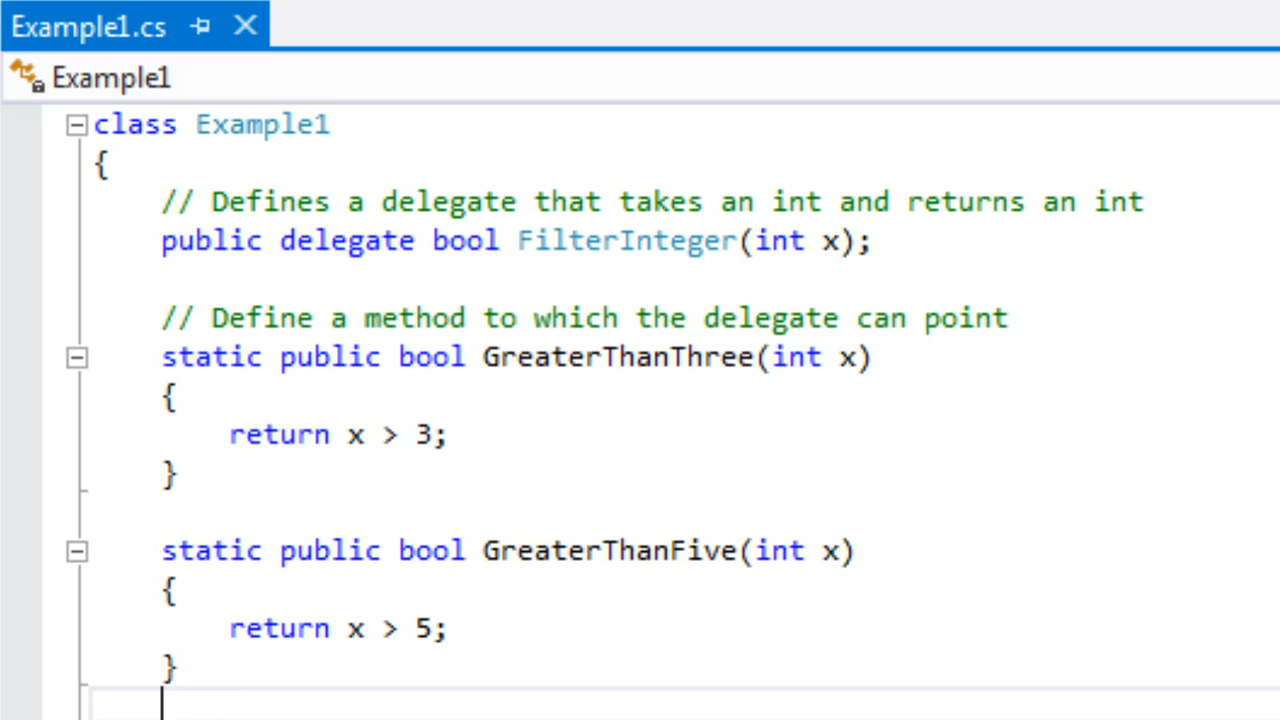 Example1.cs
Example1
class Example1
{
    // Defines a delegate that takes an int and returns an int
    public delegate bool FilterInteger(int x);

    // Define a method to which the delegate can point
    static public bool GreaterThanThree(int x)
    {
        return x > 3;
    }

    static public bool GreaterThanFive(int x)
    {
        return x > 5;
    }